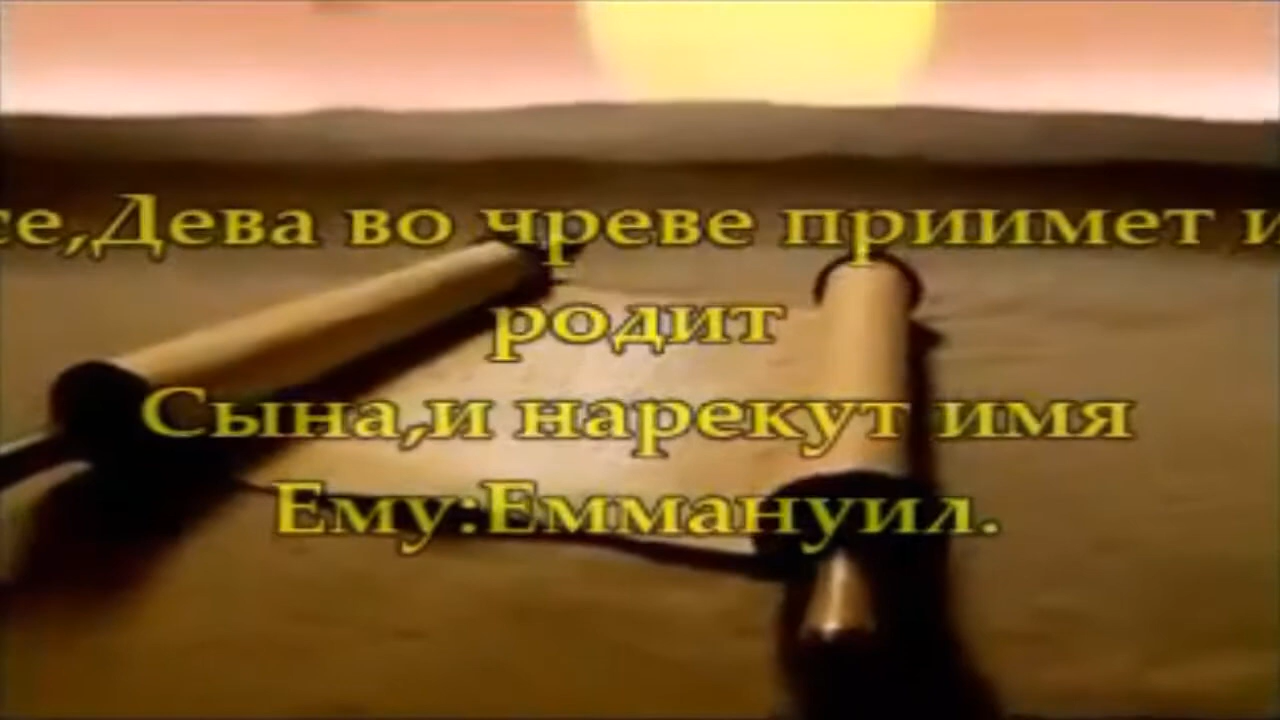 се,Дева во чреве приимет и
родит
Сына,и нарекут имя
Ему:Еммануил.